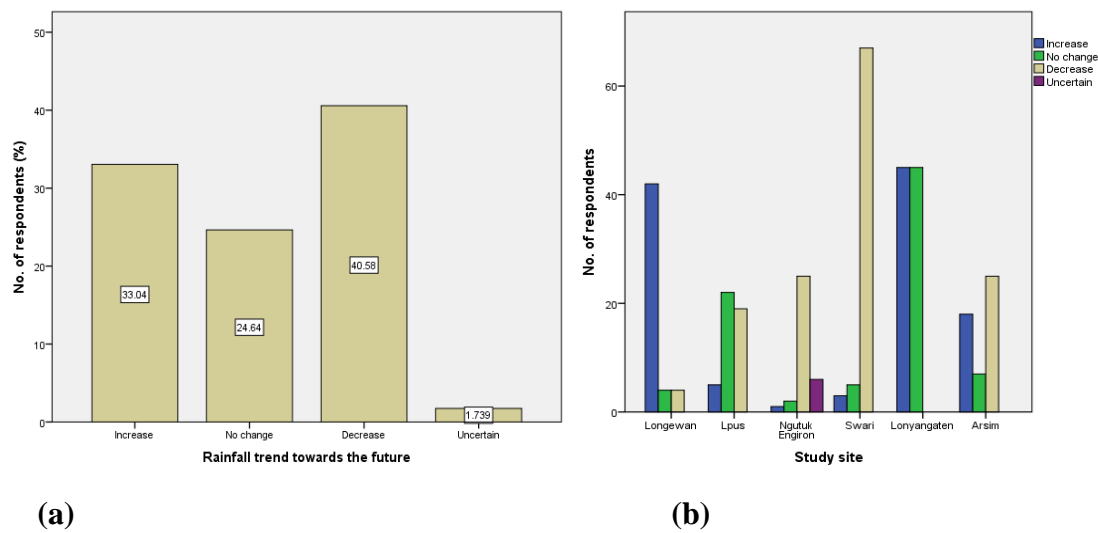 50
40
30
20
10
0
No. of respondents (%)
33.04
24.64
40.58
1.739
Increase
No change
Decrease
Uncertain
Rainfall trend towards the future
(a)
60
40
20
0
No. of respondents
Increase
No change
Decrease
Uncertain
Longewan
Lpus
Ngutuk
Engiron
Swari
Lonyangaten
Arsim
Study site
(b)